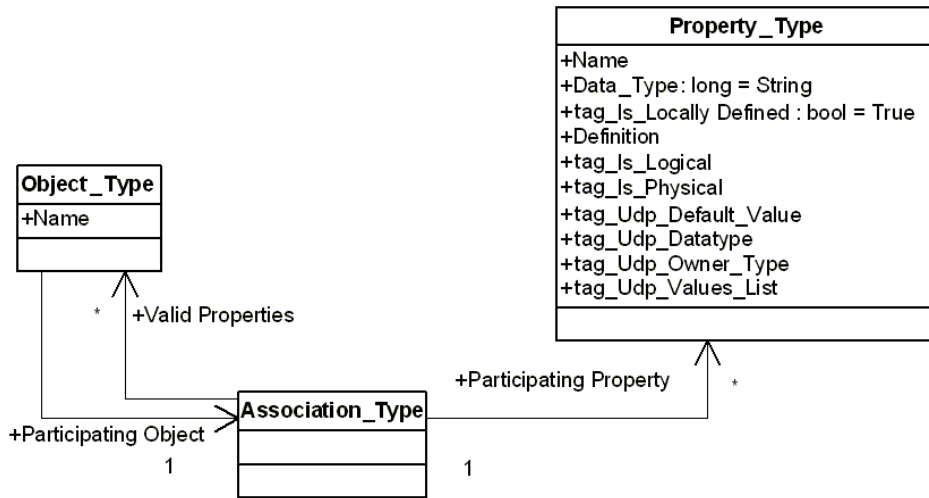 Property_Type
+Name
+Data_Type: long = String
+tag_Is_Locally Defined : bool = True
+Definition
+tag_Is_Logical
+tag_Is_Physical
+tag_Udp_Default_Value
+tag_Udp_Datatype
+tag_Udp_Owner_Type
+tag_Udp_Values_List
Object_Type
+Name
*
+Valid Properties
+Participating Property
*
Association_Type
+Participating Object
1
1